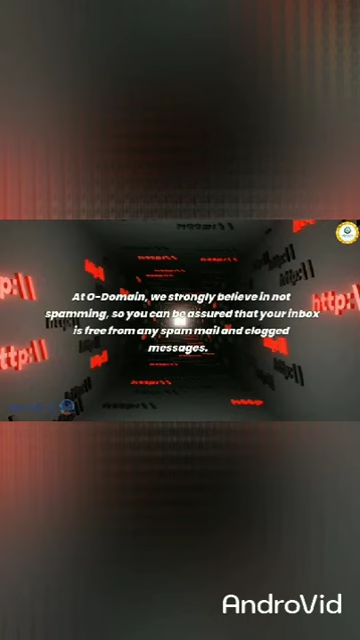 At O-Domain, we strongly believe in not
spamming, so you can be assured that your inbox
is free from any spam mail and clogged
messages.
http://
http://
http://
AndroVid